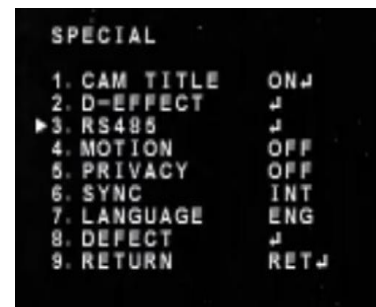 SPECIAL
1. CAM TITLE ON↲
2. D-EFFECT ↲
►3. RS485 ↲
4. MOTION OFF
5. PRIVACY OFF
6. SYNC INT
7. LANGUAGE ENG
8. DEFECT ↲
9. RETURN RET↲